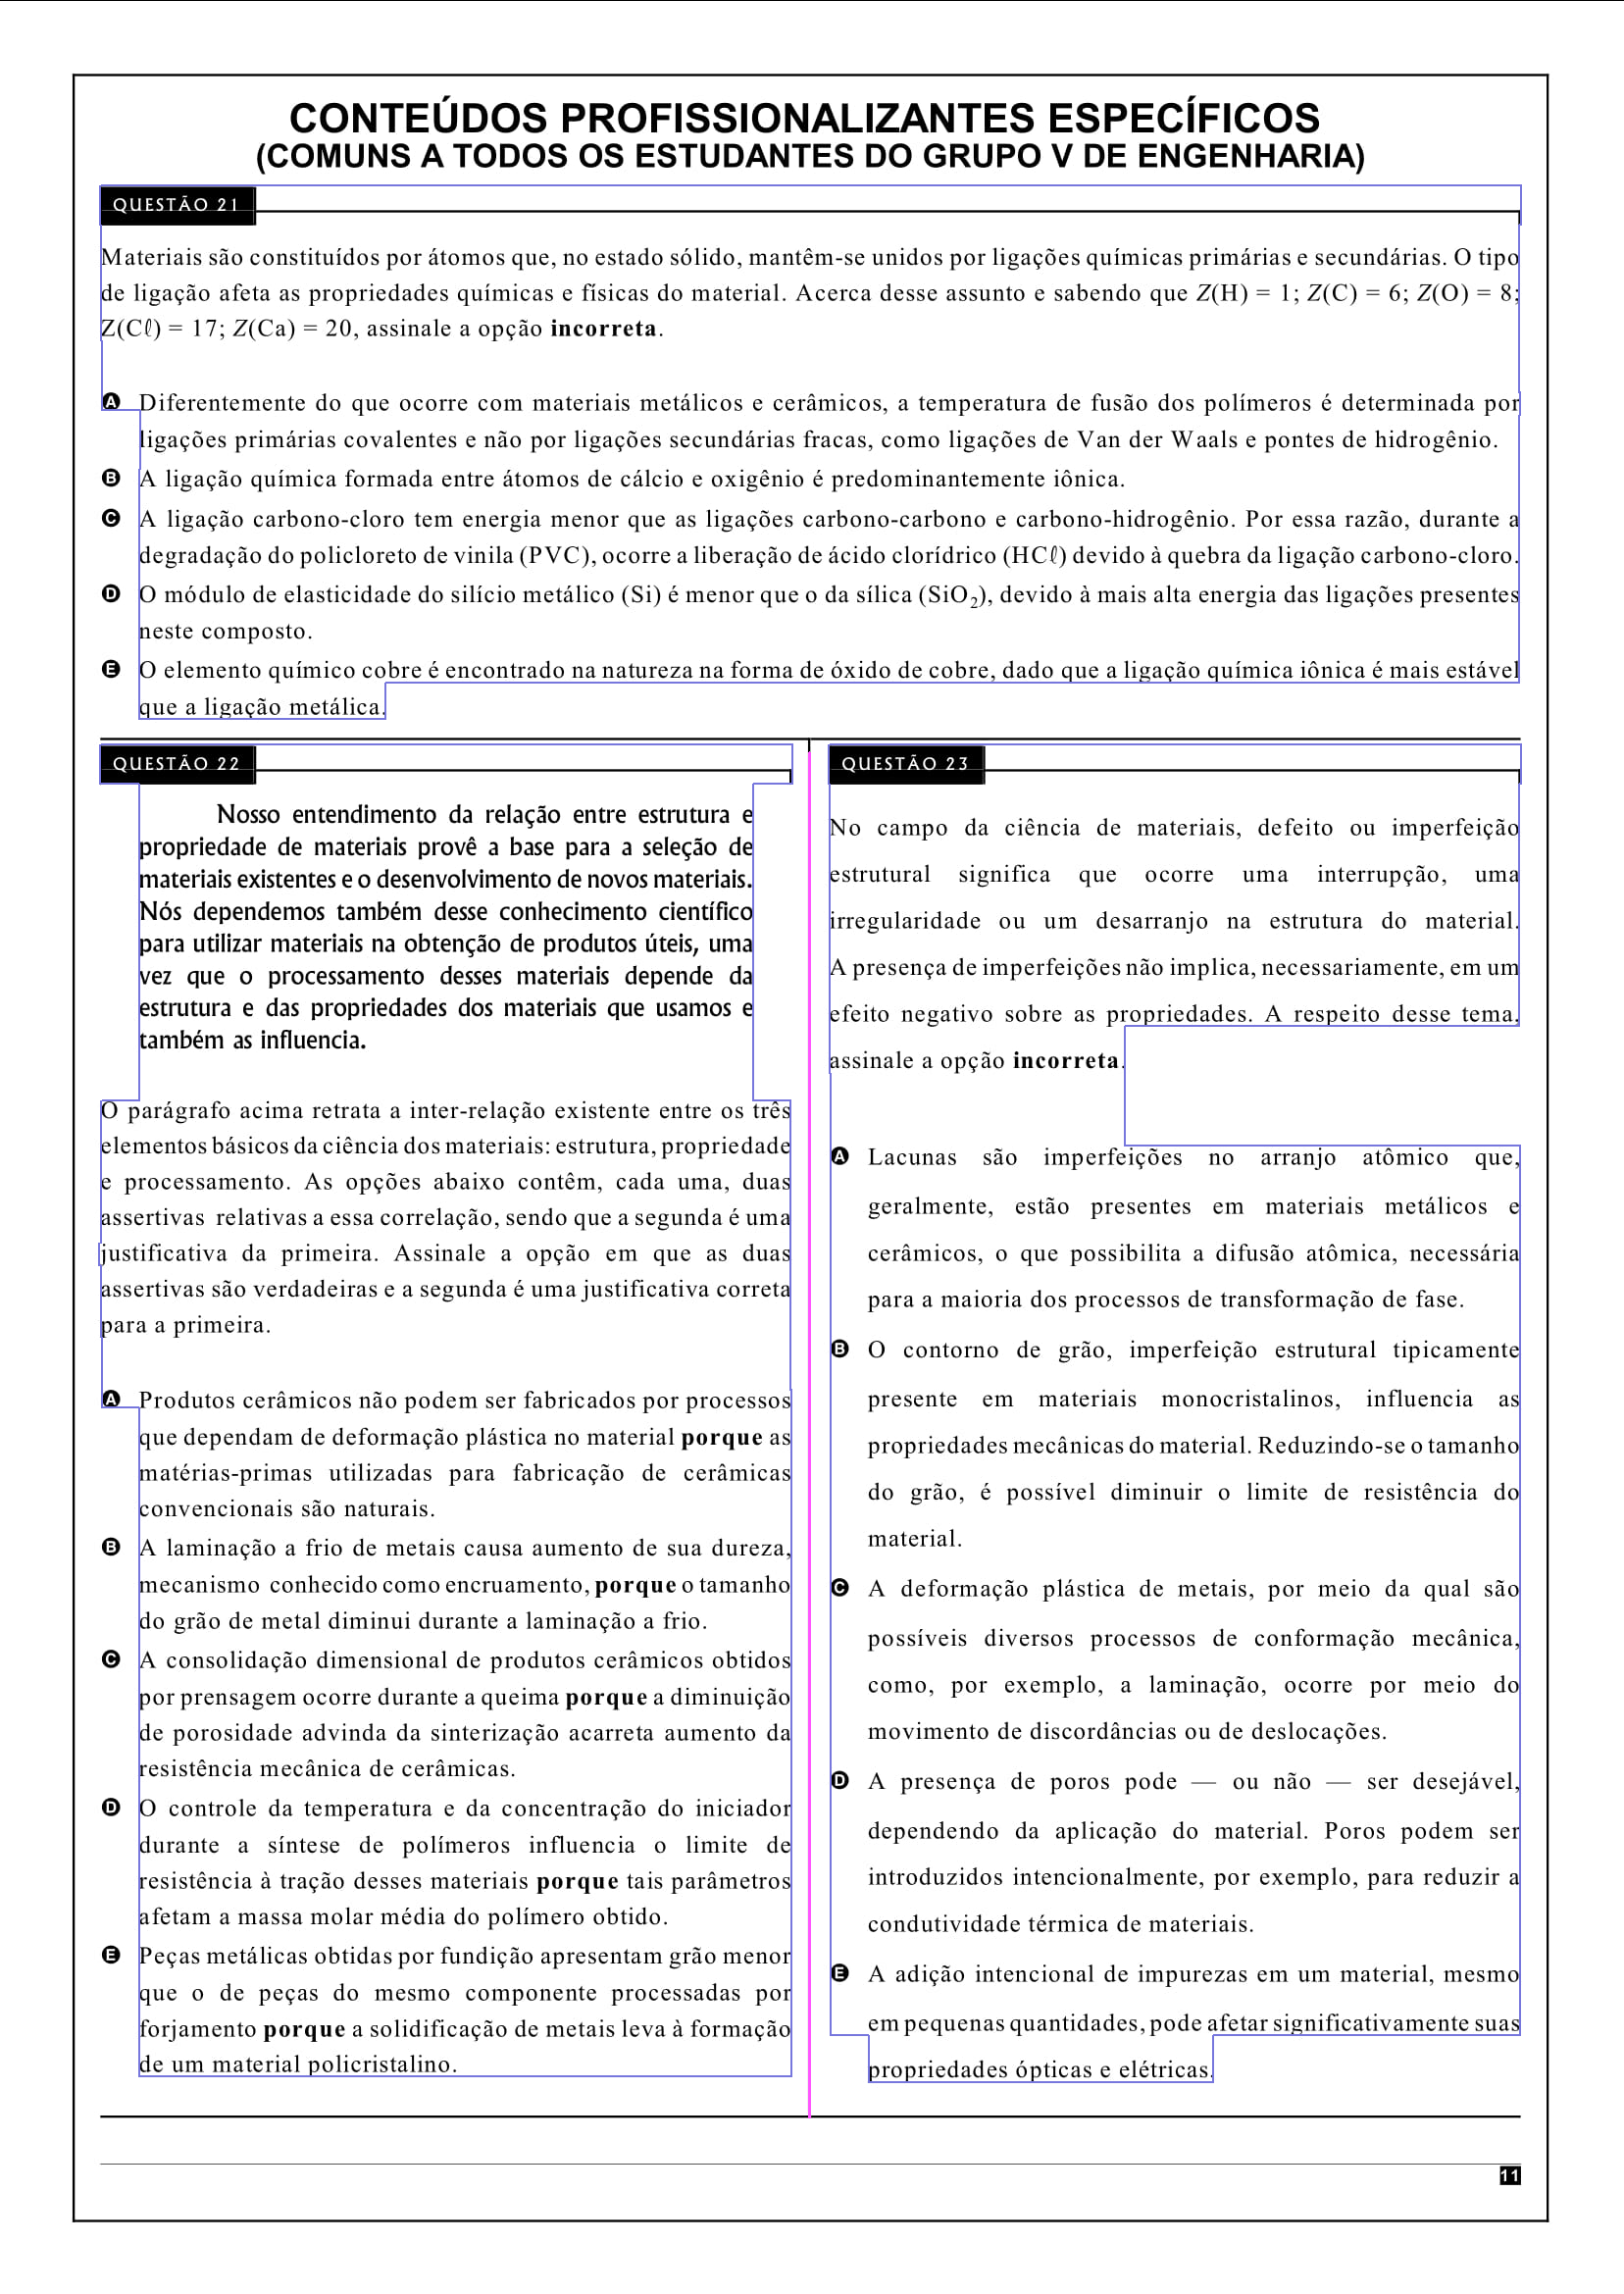 CONTEÚDOS PROFISSIONALIZANTES ESPECÍFICOS
(COMUNS A TODOS OS ESTUDANTES DO GRUPO V DE ENGENHARIA)
QUESTÃO 21
Materiais são constituídos por átomos que, no estado sólido, mantêm-se unidos por ligações químicas primárias e secundárias. O tipo
de ligação afeta as propriedades químicas e físicas do material. Acerca desse assunto e sabendo que Z(H) = 1; Z(C) = 6; Z(O) = 8;
Z(Cℓ) = 17; Z(Ca) = 20, assinale a opção incorreta.
A Diferentemente do que ocorre com materiais metálicos e cerâmicos, a temperatura de fusão dos polímeros é determinada por
ligações primárias covalentes e não por ligações secundárias fracas, como ligações de Van der Waals e pontes de hidrogênio.
B A ligação química formada entre átomos de cálcio e oxigênio é predominantemente iônica.
C A ligação carbono-cloro tem energia menor que as ligações carbono-carbono e carbono-hidrogênio. Por essa razão, durante a
degradação do policloreto de vinila (PVC), ocorre a liberação de ácido clorídrico (HCℓ) devido à quebra da ligação carbono-cloro.
D O módulo de elasticidade do silício metálico (Si) é menor que o da sílica (SiO2), devido à mais alta energia das ligações presentes
neste composto.
E O elemento químico cobre é encontrado na natureza na forma de óxido de cobre, dado que a ligação química iônica é mais estável
que a ligação metálica.
QUESTÃO 22
Nosso entendimento da relação entre estrutura e
propriedade de materiais provê a base para a seleção de
materiais existentes e o desenvolvimento de novos materiais.
Nós dependemos também desse conhecimento científico
para utilizar materiais na obtenção de produtos úteis, uma
vez que o processamento desses materiais depende da
estrutura e das propriedades dos materiais que usamos e
também as influencia.
O parágrafo acima retrata a inter-relação existente entre os três
elementos básicos da ciência dos materiais: estrutura, propriedade
e processamento. As opções abaixo contêm, cada uma, duas
assertivas relativas a essa correlação, sendo que a segunda é uma
justificativa da primeira. Assinale a opção em que as duas
assertivas são verdadeiras e a segunda é uma justificativa correta
para a primeira.
A Produtos cerâmicos não podem ser fabricados por processos
que dependam de deformação plástica no material porque as
matérias-primas utilizadas para fabricação de cerâmicas
convencionais são naturais.
B A laminação a frio de metais causa aumento de sua dureza,
mecanismo conhecido como encruamento, porque o tamanho
do grão de metal diminui durante a laminação a frio.
C A consolidação dimensional de produtos cerâmicos obtidos
por prensagem ocorre durante a queima porque a diminuição
de porosidade advinda da sinterização acarreta aumento da
resistência mecânica de cerâmicas.
D O controle da temperatura e da concentração do iniciador
durante a síntese de polímeros influencia o limite de
resistência à tração desses materiais porque tais parâmetros
afetam a massa molar média do polímero obtido.
E Peças metálicas obtidas por fundição apresentam grão menor
que o de peças do mesmo componente processadas por
forjamento porque a solidificação de metais leva à formação
de um material policristalino.
QUESTÃO 23
No campo da ciência de materiais, defeito ou imperfeição
estrutural significa que ocorre uma interrupção, uma
irregularidade ou um desarranjo na estrutura do material.
A presença de imperfeições não implica, necessariamente, em um
efeito negativo sobre as propriedades. A respeito desse tema,
assinale a opção incorreta.
A Lacunas são imperfeições no arranjo atômico que,
geralmente, estão presentes em materiais metálicos e
cerâmicos, o que possibilita a difusão atômica, necessária
para a maioria dos processos de transformação de fase.
B O contorno de grão, imperfeição estrutural tipicamente
presente em materiais monocristalinos, influencia as
propriedades mecânicas do material. Reduzindo-se o tamanho
do grão, é possível diminuir o limite de resistência do
material.
C A deformação plástica de metais, por meio da qual são
possíveis diversos processos de conformação mecânica,
como, por exemplo, a laminação, ocorre por meio do
movimento de discordâncias ou de deslocações.
D A presença de poros pode — ou não — ser desejável,
dependendo da aplicação do material. Poros podem ser
introduzidos intencionalmente, por exemplo, para reduzir a
condutividade térmica de materiais.
E A adição intencional de impurezas em um material, mesmo
em pequenas quantidades, pode afetar significativamente suas
propriedades ópticas e elétricas.
11